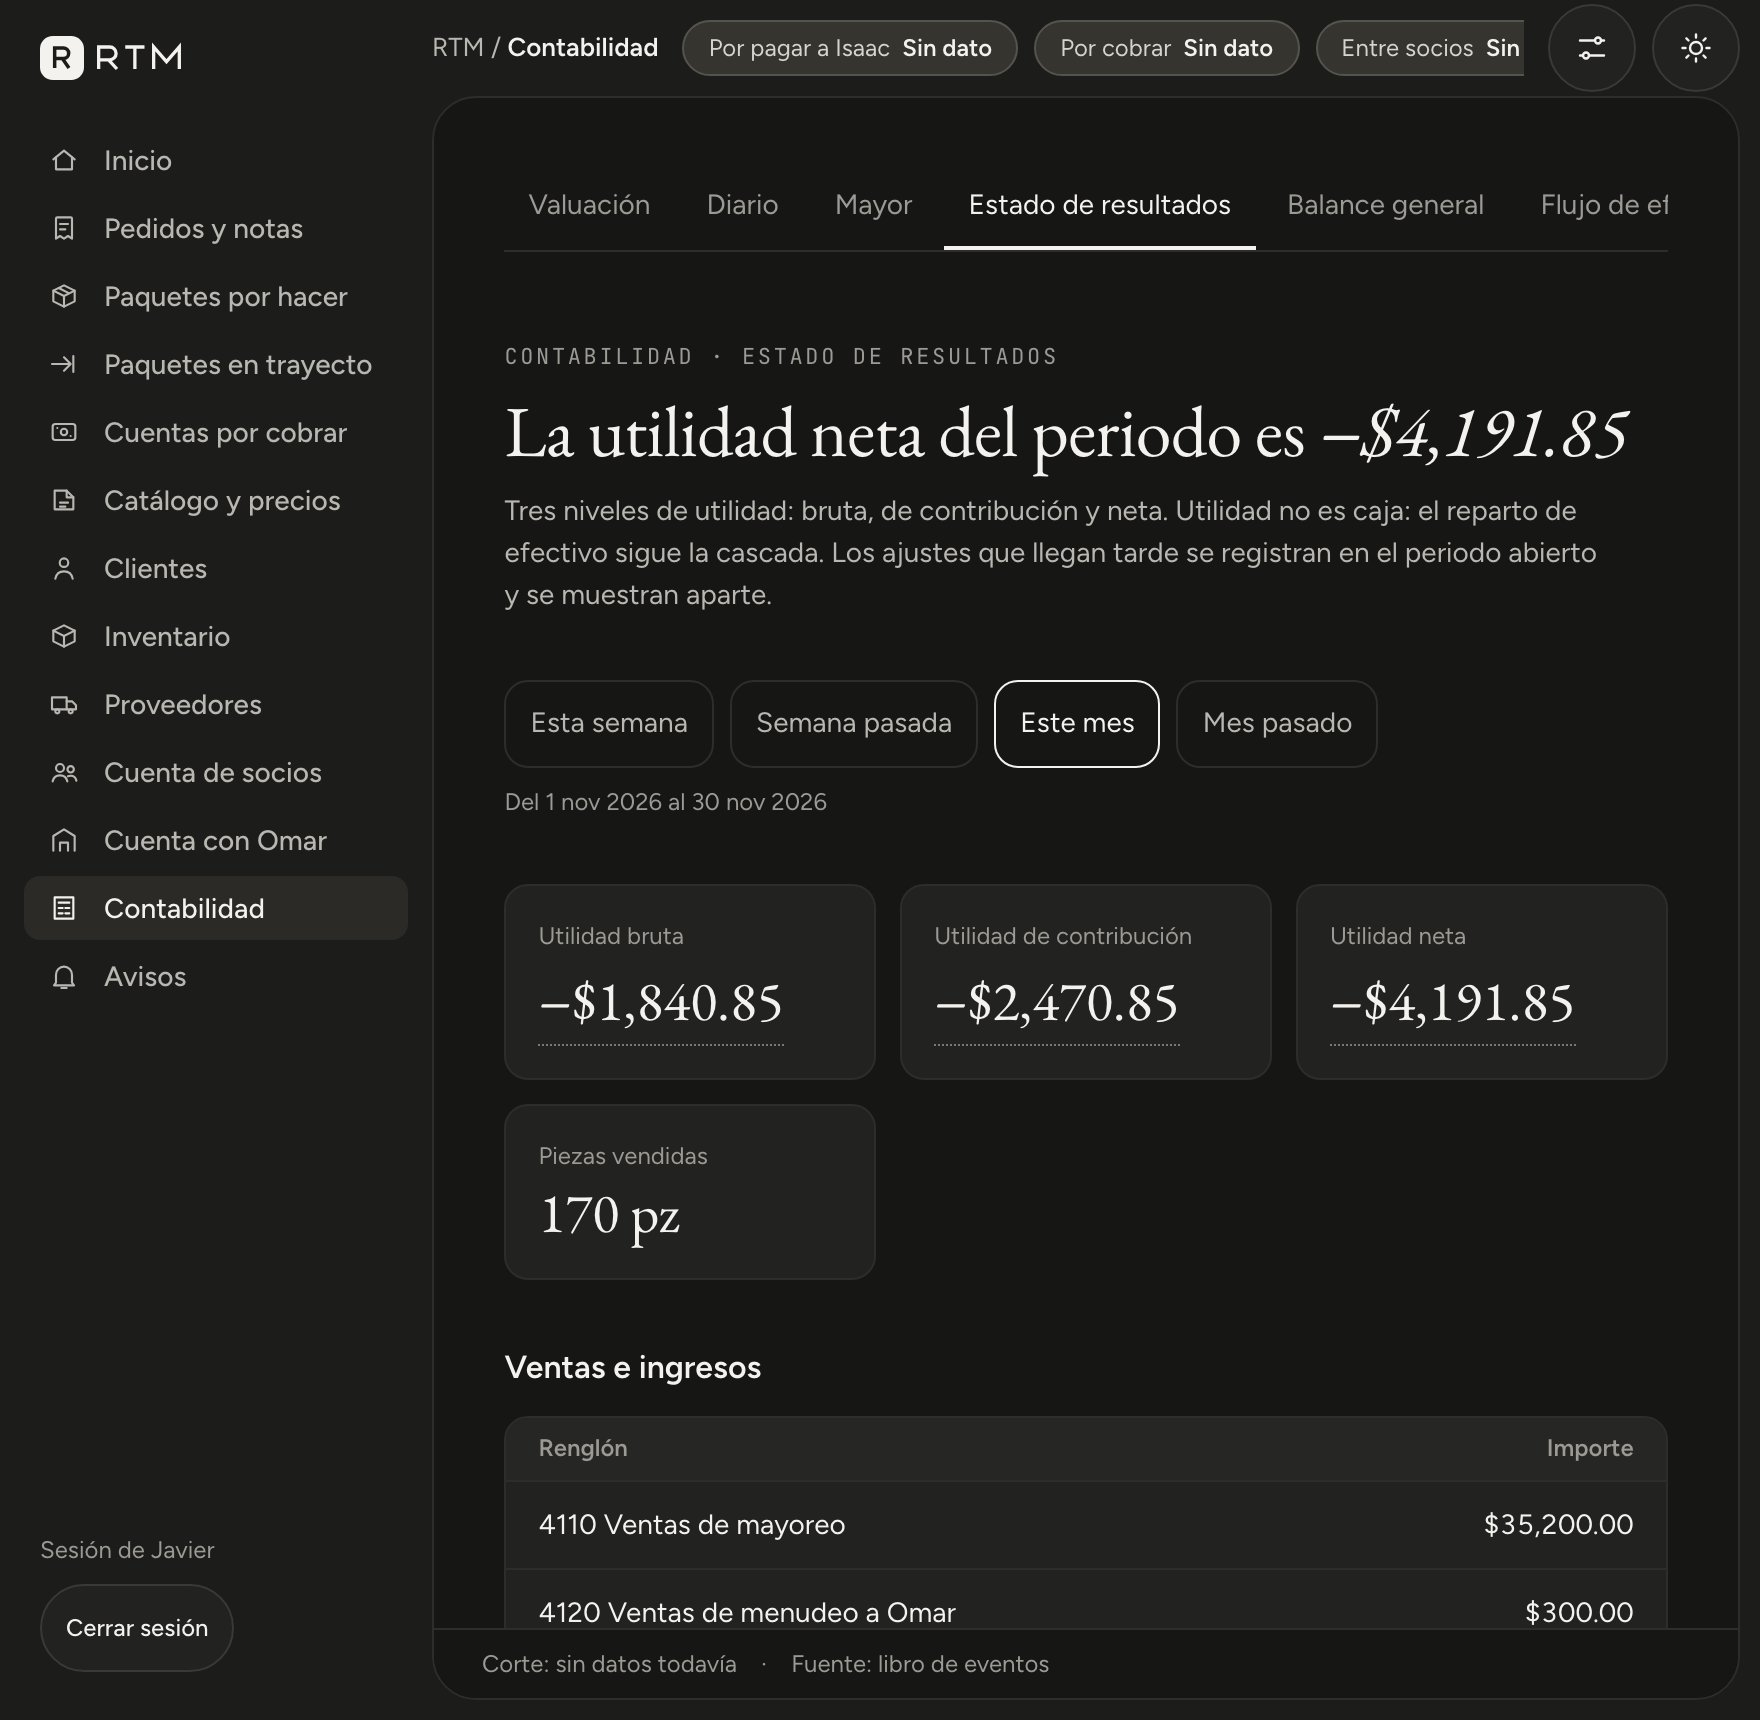 R RTM
RTM / Contabilidad
Por pagar a Isaac Sin dato
Por cobrar Sin dato
Entre socios Sin
Inicio
Pedidos y notas
Paquetes por hacer
Paquetes en trayecto
Cuentas por cobrar
Catálogo y precios
Clientes
Inventario
Proveedores
Cuenta de socios
Cuenta con Omar
Contabilidad
Avisos
Sesión de Javier
Cerrar sesión
Valuación Diario Mayor Estado de resultados Balance general Flujo de ef
CONTABILIDAD · ESTADO DE RESULTADOS
La utilidad neta del periodo es –$4,191.85
Tres niveles de utilidad: bruta, de contribución y neta. Utilidad no es caja: el reparto de
efectivo sigue la cascada. Los ajustes que llegan tarde se registran en el periodo abierto
y se muestran aparte.
Esta semana Semana pasada Este mes Mes pasado
Del 1 nov 2026 al 30 nov 2026
Utilidad bruta
–$1,840.85
Utilidad de contribución
–$2,470.85
Utilidad neta
–$4,191.85
Piezas vendidas
170 pz
Ventas e ingresos
Renglón Importe
4110 Ventas de mayoreo $35,200.00
4120 Ventas de menudeo a Omar $300.00
Corte: sin datos todavía · Fuente: libro de eventos